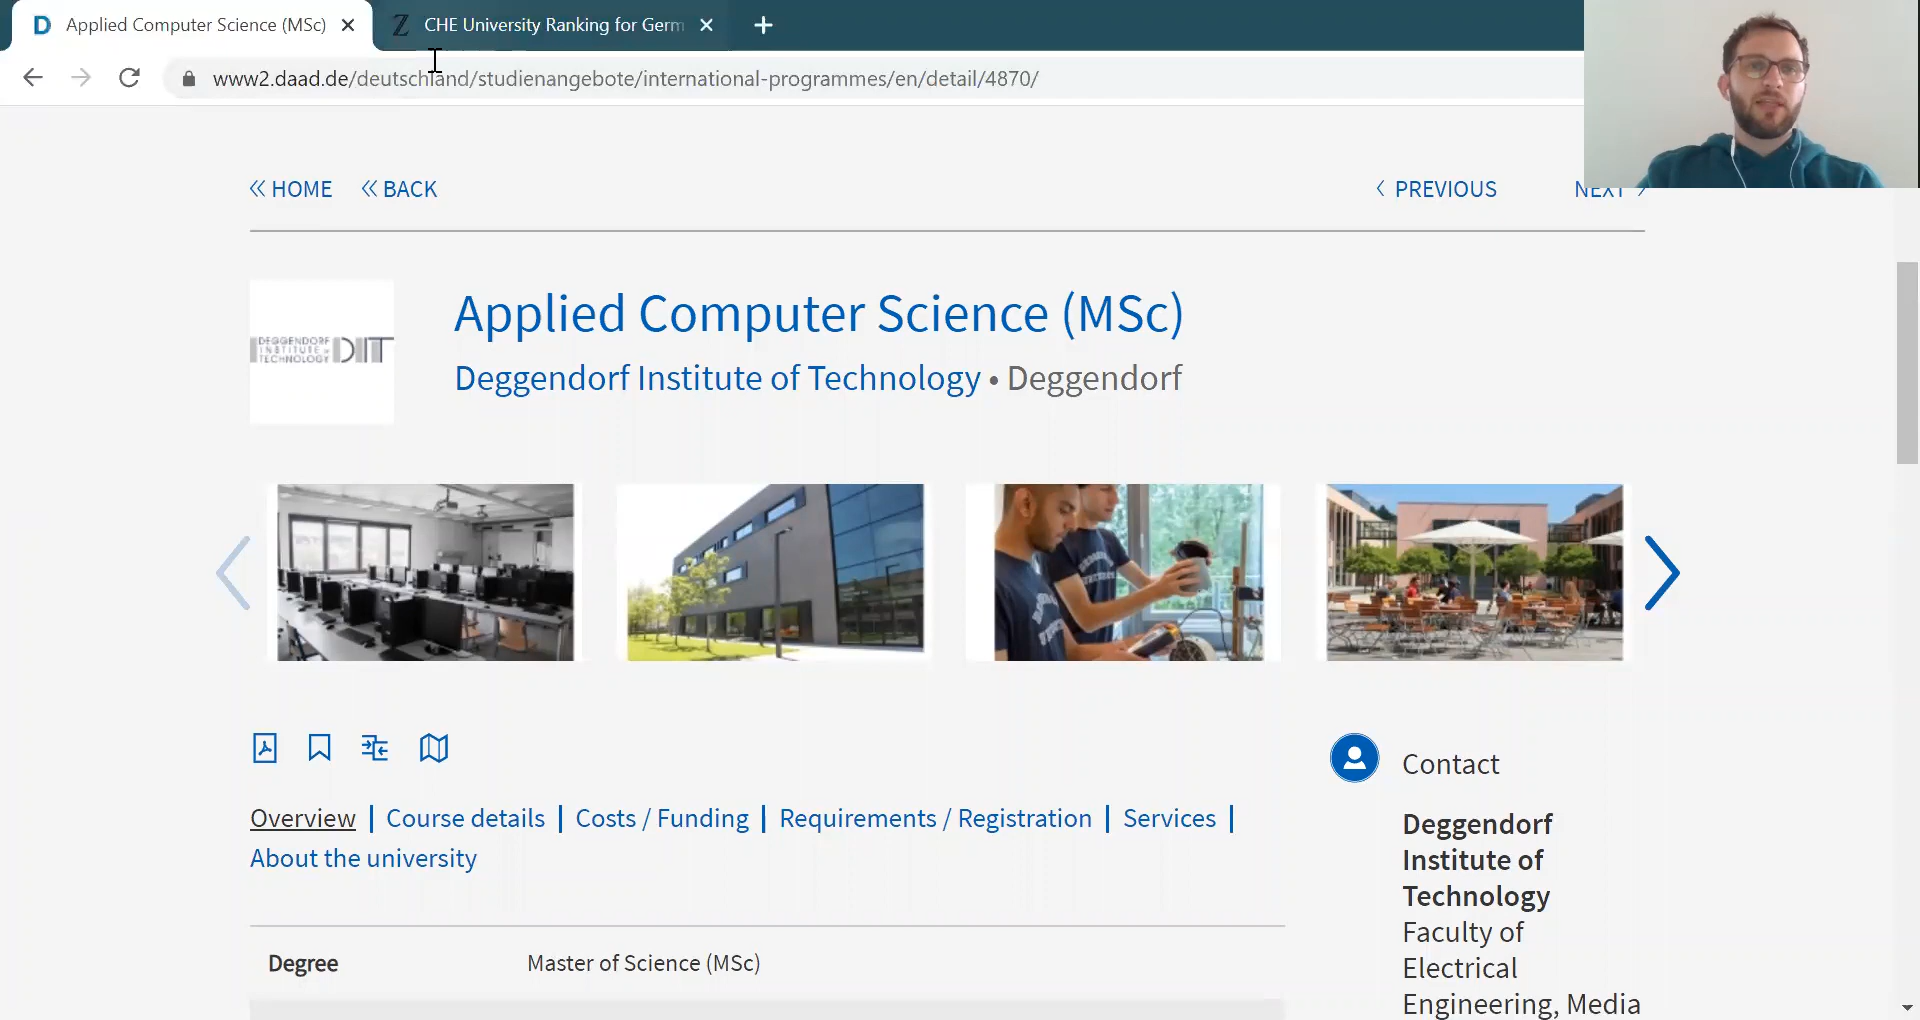 Applied Computer Science (MSc)
CHE University Ranking for Germ
www2.daad.de/deutschland/studienangebote/international-programmes/en/detail/4870/
HOME
BACK
PREVIOUS
NEXT
DEGGENDORF
INSTITUTE OF
TECHNOLOGY
DIT
Applied Computer Science (MSc)
Deggendorf Institute of Technology • Deggendorf
Overview | Course details | Costs / Funding | Requirements / Registration | Services |
About the university
Degree
Master of Science (MSc)
Contact
Deggendorf
Institute of
Technology
Faculty of
Electrical
Engineering, Media